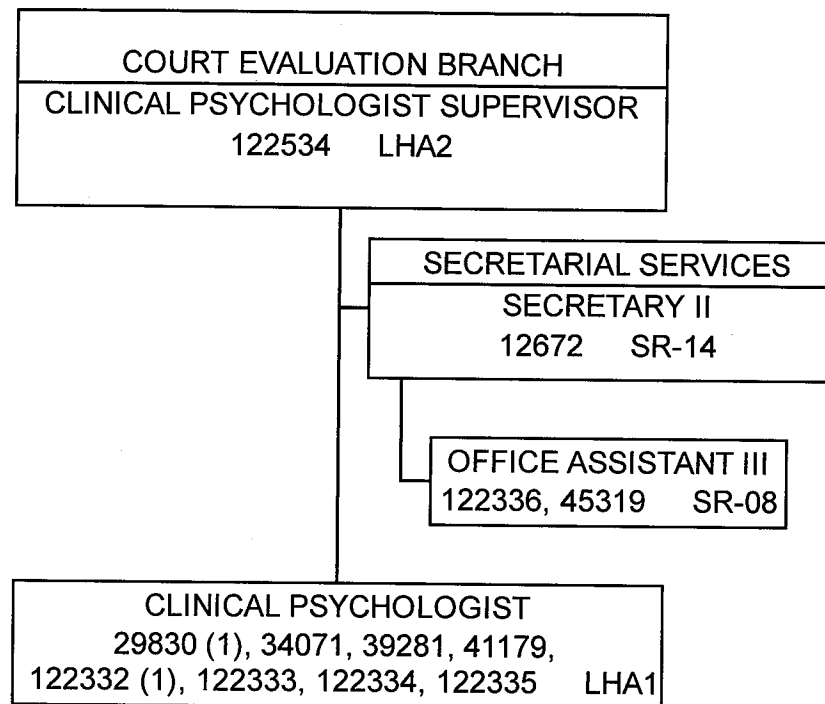 COURT EVALUATION BRANCH
CLINICAL PSYCHOLOGIST SUPERVISOR
122534 LHA2
SECRETARIAL SERVICES
SECRETARY II
12672 SR-14
OFFICE ASSISTANT III
122336, 45319 SR-08
CLINICAL PSYCHOLOGIST
29830 (1), 34071, 39281, 41179,
122332 (1), 122333, 122334, 122335 LHA1